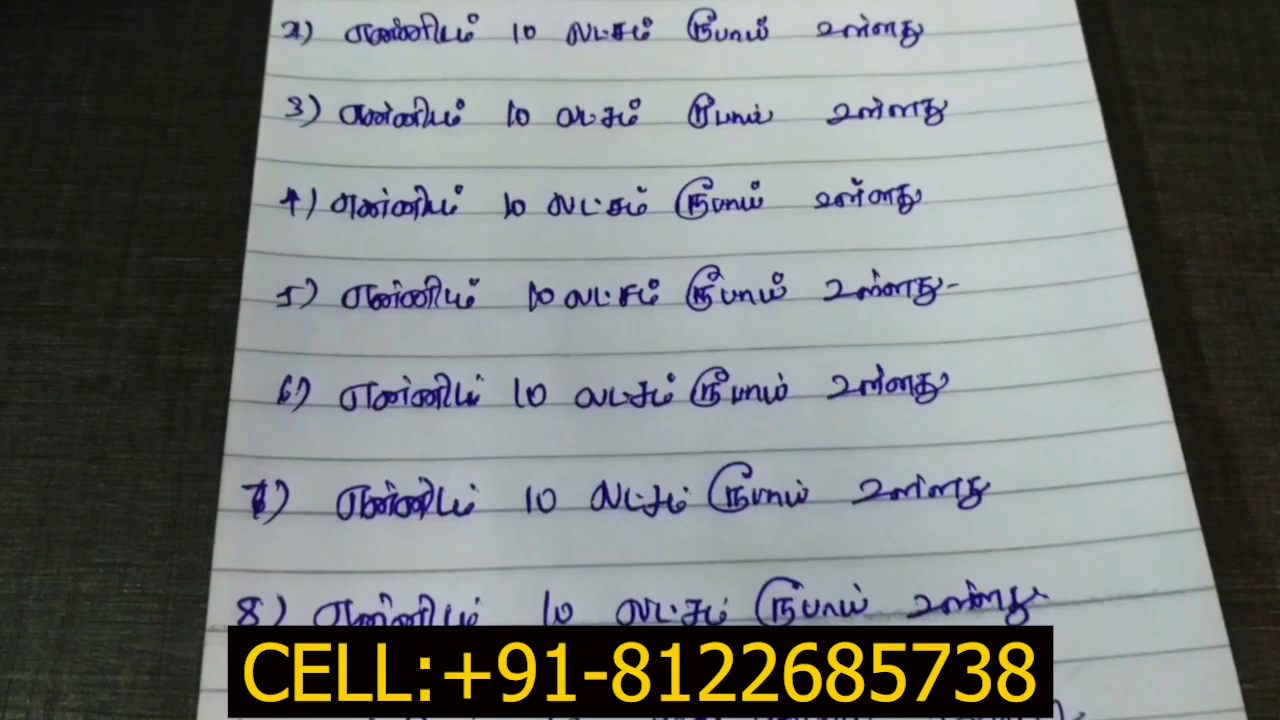 2) என்னிடம் 10 லட்சம் ரூபாய் உள்ளது
3) என்னிடம் 10 லட்சம் ரூபாய் உள்ளது
4) என்னிடம் 10 லட்சம் ரூபாய் உள்ளது
5) என்னிடம் 10 லட்சம் ரூபாய் உள்ளது-
6) என்னிடம் 10 லட்சம் ரூபாய் உள்ளது
7) என்னிடம் 10 லட்சம் ரூபாய் உள்ளது
8) என்னிடம் 10 லட்சம் ரூபாய் உள்ளது
CELL:+91-8122685738